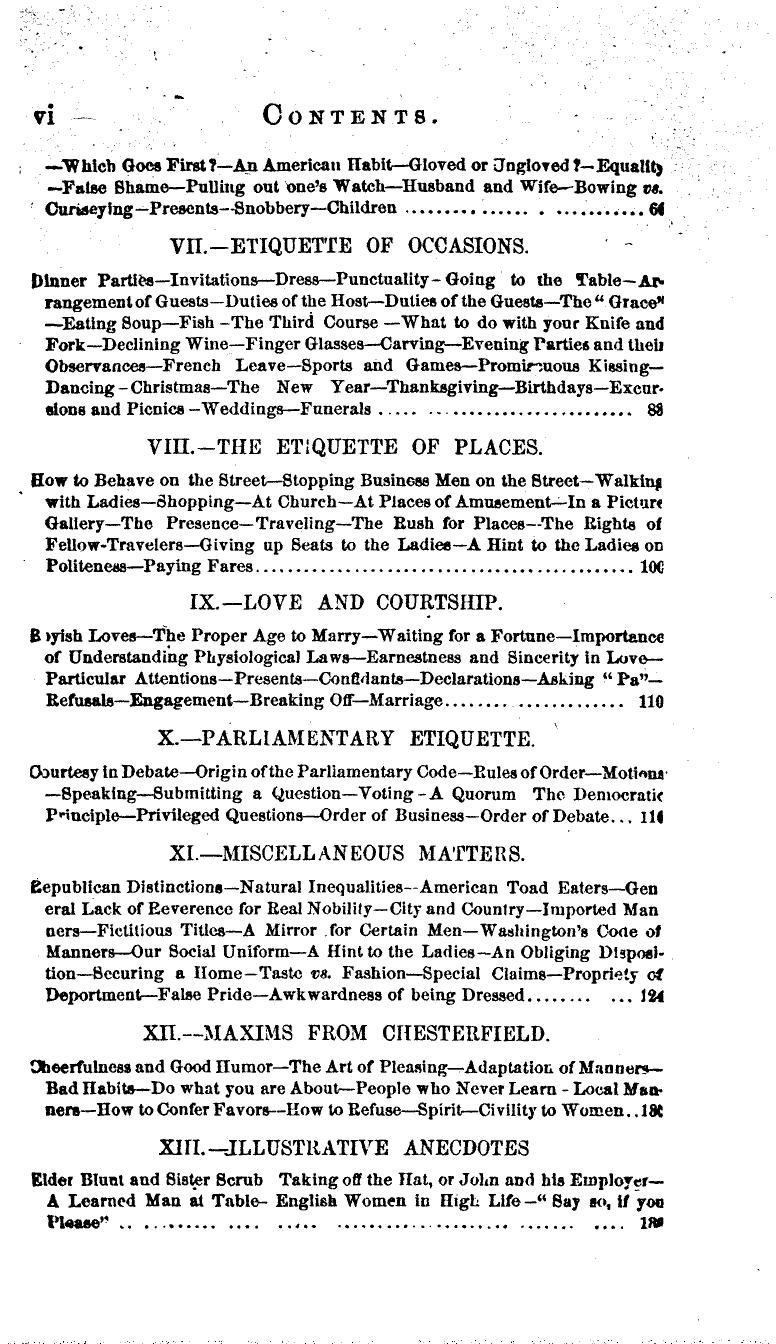 vi CONTENTS.
—Which Goes First?—An American Habit—Gloved or Ungloved?—Equality
—False Shame—Pulling out one's Watch—Husband and Wife—Bowing vs.
Curtseying—Presents--Snobbery—Children .......... ...... . ........... 66
VII.—ETIQUETTE OF OCCASIONS.
Dinner Parties—Invitations—Dress—Punctuality-Going to the Table—Ar-
rangement of Guests—Duties of the Host—Duties of the Guests—The "Grace"
—Eating Soup—Fish -The Third Course —What to do with your Knife and
Fork—Declining Wine—Finger Glasses—Carving—Evening Parties and their
Observances—French Leave—Sports and Games—Promiscuous Kissing—
Dancing-Christmas—The New Year—Thanksgiving—Birthdays—Excur-
sions and Picnics -Weddings—Funerals ..... .......................... 88
VIII.—THE ETIQUETTE OF PLACES.
How to Behave on the Street—Stopping Business Men on the Street—Walking
with Ladies—Shopping—At Church—At Places of Amusement—In a Picture
Gallery—The Presence—Traveling—The Rush for Places--The Rights of
Fellow-Travelers—Giving up Seats to the Ladies—A Hint to the Ladies on
Politeness—Paying Fares.............................................. 100
IX.—LOVE AND COURTSHIP.
Boyish Loves—The Proper Age to Marry—Waiting for a Fortune—Importance
of Understanding Physiological Laws—Earnestness and Sincerity in Love—
Particular Attentions—Presents—Confidants—Declarations—Asking "Pa"—
Refusals—Engagement—Breaking Off—Marriage........ .............. 110
X.—PARLIAMENTARY ETIQUETTE.
Courtesy in Debate—Origin of the Parliamentary Code—Rules of Order—Motions
—Speaking—Submitting a Question—Voting-A Quorum The Democratic
Principle—Privileged Questions—Order of Business—Order of Debate...
XI.—MISCELLANEOUS MATTERS.
Republican Distinctions—Natural Inequalities--American Toad Eaters—Gen
eral Lack of Reverence for Real Nobility—City and Country—Imported Man
ners—Fictitious Titles—A Mirror for Certain Men—Washington's Code of
Manners—Our Social Uniform—A Hint to the Ladies—An Obliging Disposi-
tion—Securing a Home—Taste vs. Fashion—Special Claims—Propriety of
Deportment—False Pride—Awkwardness of being Dressed........ ... 124
XII.--MAXIMS FROM CHESTERFIELD.
Cheerfulness and Good Humor—The Art of Pleasing—Adaptation of Manners—
Bad Habits—Do what you are About—People who Never Learn - Local Man-
ners—How to Confer Favors—How to Refuse—Spirit—Civility to Women..
XIII.—ILLUSTRATIVE ANECDOTES
Elder Blunt and Sister Scrub Taking off the Hat, or John and his Employer—
A Learned Man at Table- English Women in High Life—"Say so, if you
Please"